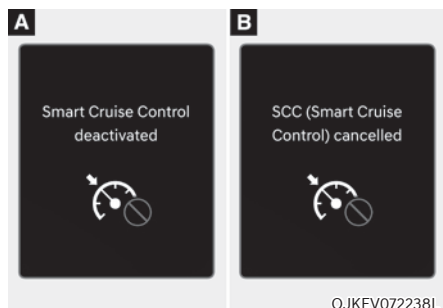 A
Smart Cruise Control
deactivated
B
SCC (Smart Cruise
Control) cancelled
OJKEV072238L